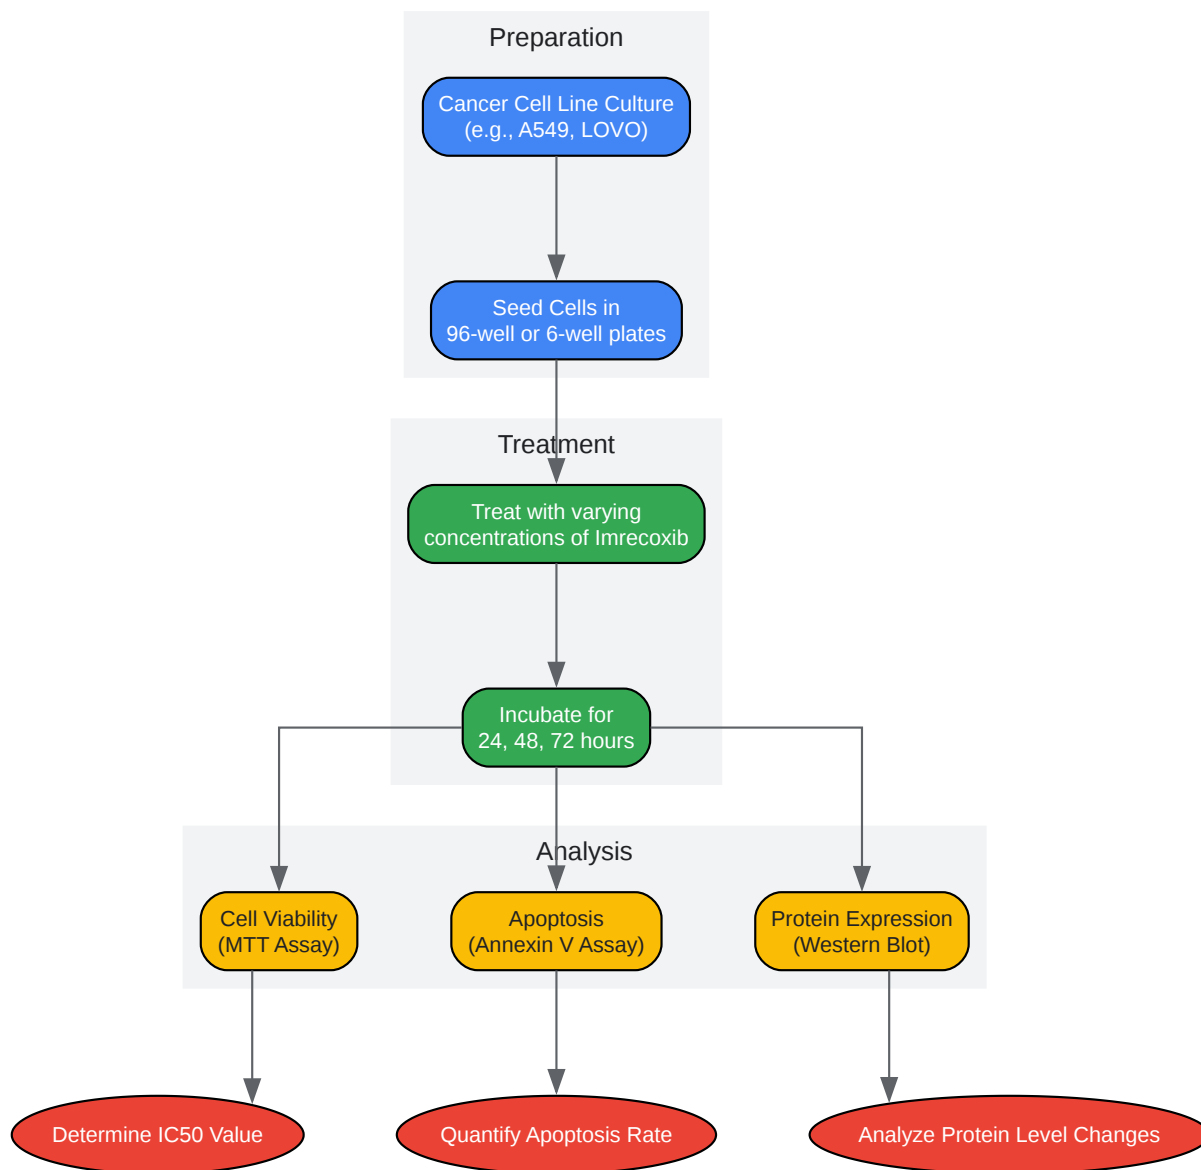 Preparation
Cancer Cell Line Culture
(e.g., A549, LOVO)
Seed Cells in
96-well or 6-well plates
Treatment
Treat with varying
concentrations of Imrecoxib
Incubate for
24, 48, 72 hours
Analysis
Cell Viability
(MTT Assay)
Apoptosis
(Annexin V Assay)
Protein Expression
(Western Blot)
Determine IC50 Value
Quantify Apoptosis Rate
Analyze Protein Level Changes